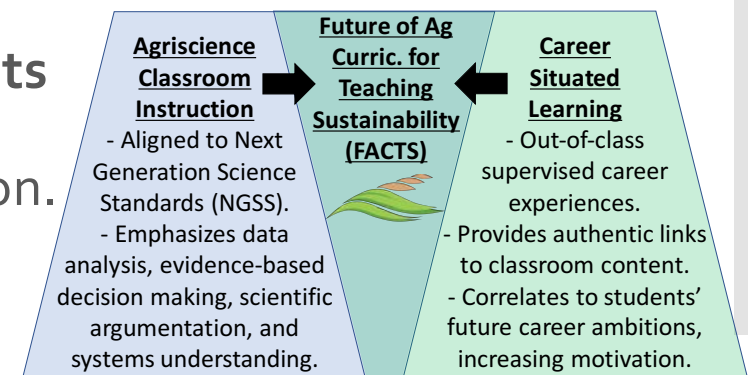 ts
on.
Agriscience
Classroom
Instruction
- Aligned to Next
Generation Science
Standards (NGSS).
- Emphasizes data
analysis, evidence-based
decision making, scientific
argumentation, and
systems understanding.
Future of Ag
Curric. for
Teaching
Sustainability
(FACTS)
Career
Situated
Learning
- Out-of-class
supervised career
experiences.
- Provides authentic links
to classroom content.
- Correlates to students’
future career ambitions,
increasing motivation.